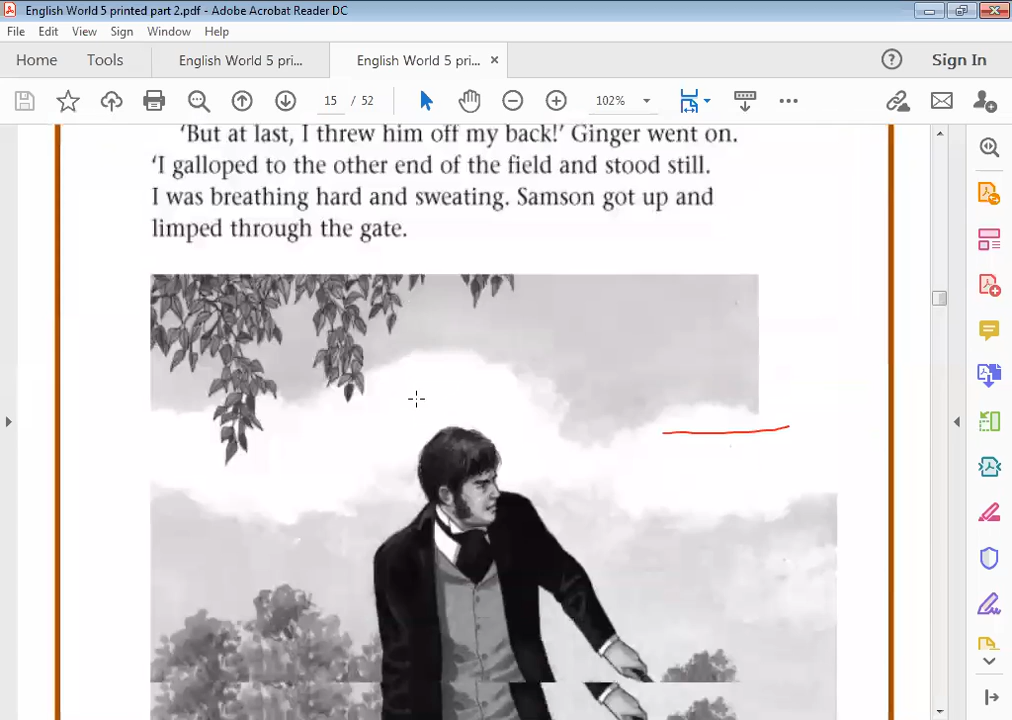 English World 5 printed part 2.pdf - Adobe Acrobat Reader DC
File Edit View Sign Window Help
Home Tools English World 5 pri... English World 5 pri... × Sign In
15 / 52 102%
‘But at last, I threw him off my back!’ Ginger went on.
‘I galloped to the other end of the field and stood still.
I was breathing hard and sweating. Samson got up and
limped through the gate.